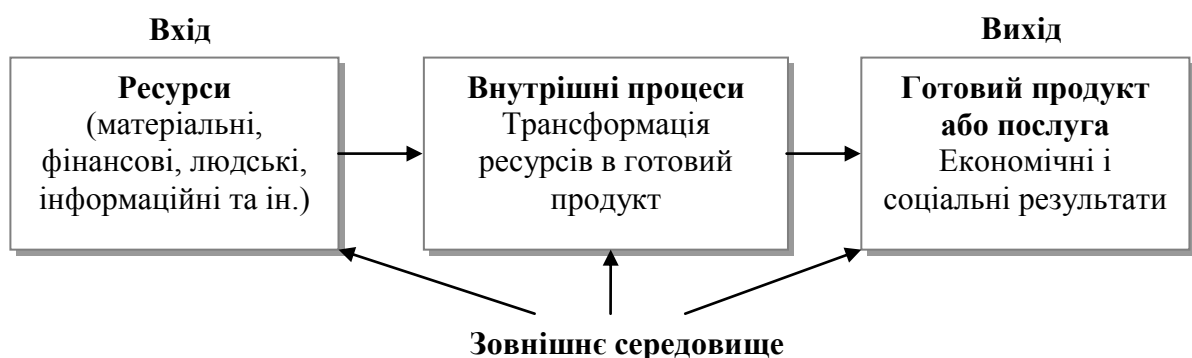 Вхід
Вихід
Ресурси
(матеріальні,
фінансові, людські,
інформаційні та ін.)
Внутрішні процеси
Трансформація
ресурсів в готовий
продукт
Готовий продукт
або послуга
Економічні і
соціальні результати
Зовнішнє середовище